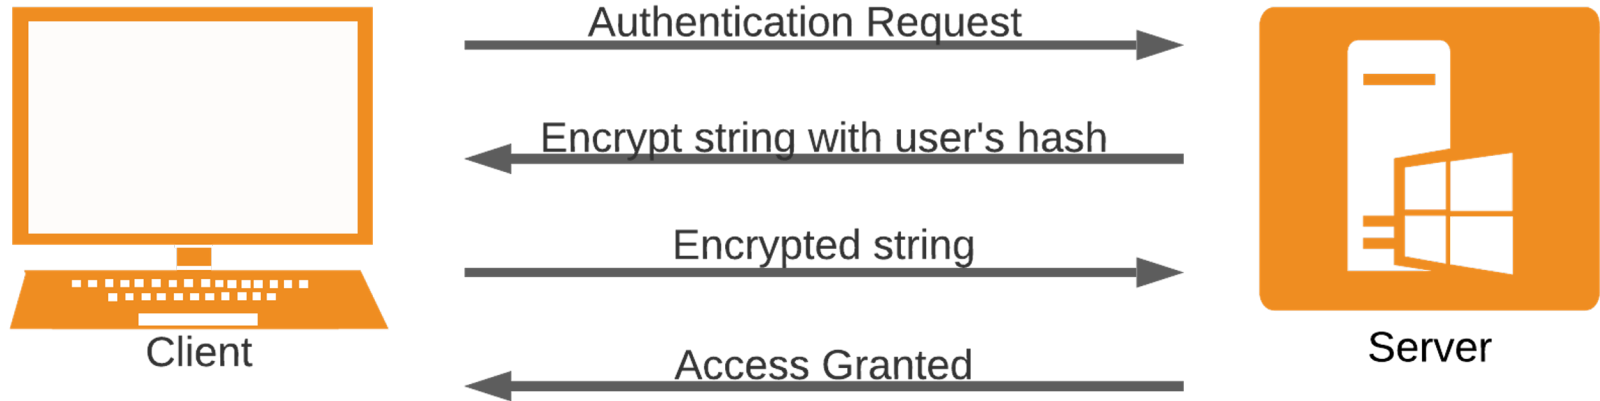 Authentication Request
Encrypt string with user's hash
Encrypted string
Access Granted
Client
Server